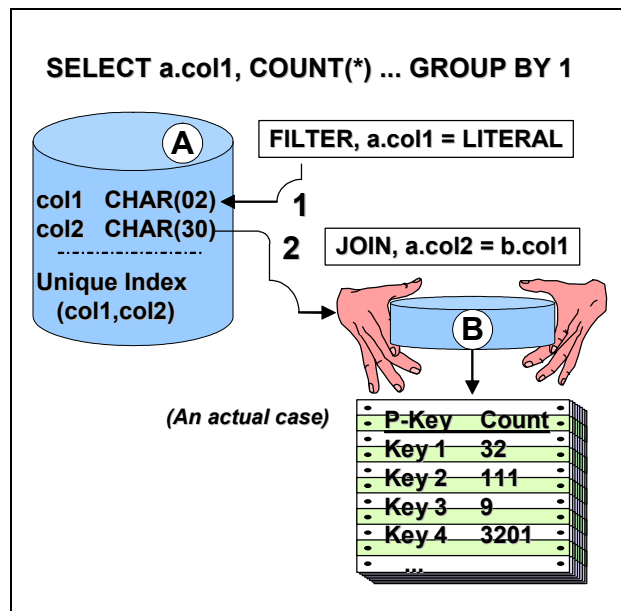 SELECT a.col1, COUNT(*) ... GROUP BY 1
A
FILTER, a.col1 = LITERAL
col1 CHAR(02)
1
col2 CHAR(30)
2
JOIN, a.col2 = b.col1
Unique Index
(col1,col2)
B
(An actual case)
P-Key Count
Key 1 32
Key 2 111
Key 3 9
Key 4 3201
...